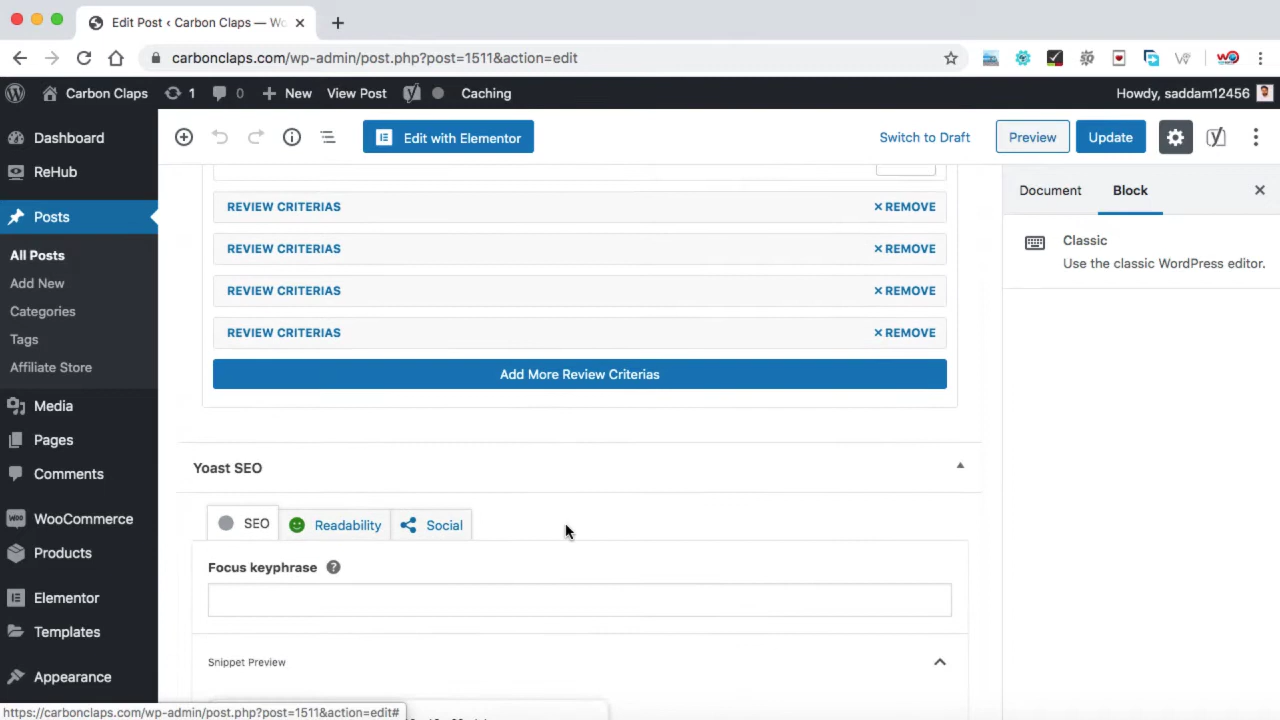 Edit Post ‹ Carbon Claps — Wo
carbonclaps.com/wp-admin/post.php?post=1511&action=edit
Carbon Claps
1
0
New
View Post
Caching
Howdy, saddam12456
Dashboard
ReHub
Posts
All Posts
Add New
Categories
Tags
Affiliate Store
Media
Pages
Comments
WooCommerce
Products
Elementor
Templates
Appearance
Edit with Elementor
Switch to Draft
Preview
Update
REVIEW CRITERIAS
× REMOVE
REVIEW CRITERIAS
× REMOVE
REVIEW CRITERIAS
× REMOVE
REVIEW CRITERIAS
× REMOVE
Add More Review Criterias
Yoast SEO
SEO
Readability
Social
Focus keyphrase
Snippet Preview
Document
Block
Classic
Use the classic WordPress editor.
https://carbonclaps.com/wp-admin/post.php?post=1511&action=edit#